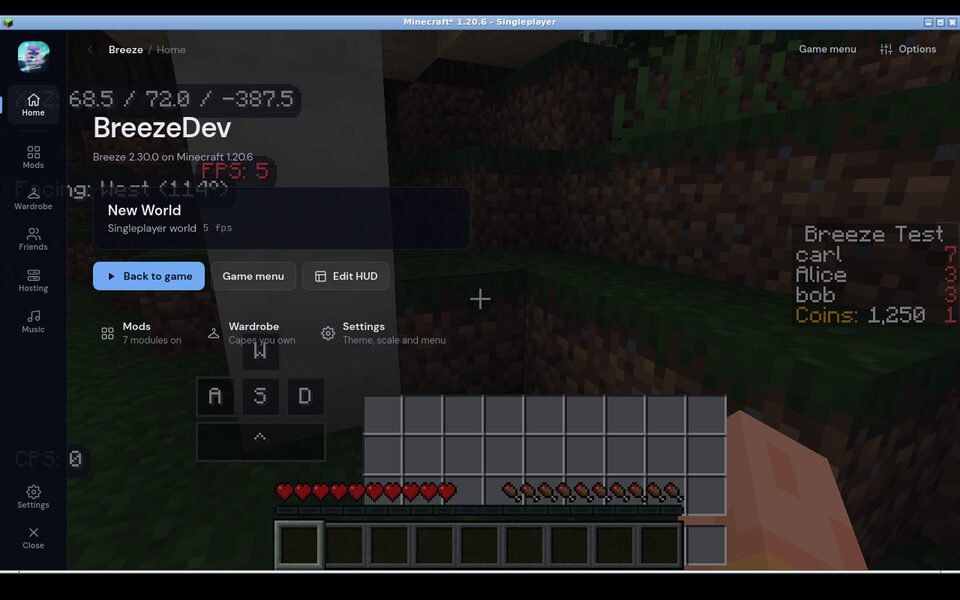 Minecraft* 1.20.6 - Singleplayer
Breeze / Home
Game menu
Options
Home
68.5 / 72.0 / -387.5
BreezeDev
Breeze 2.30.0 on Minecraft 1.20.6
FPS: 5
Mods
Facing: West (114°)
Wardrobe
New World
Singleplayer world 5 fps
Friends
Breeze Test
carl 7
Alice 3
bob 3
Coins: 1,250 1
Hosting
Back to game
Game menu
Edit HUD
Music
Mods
7 modules on
Wardrobe
Capes you own
Settings
Theme, scale and menu
W
A
S
D
^
CPS: 0
Settings
Close